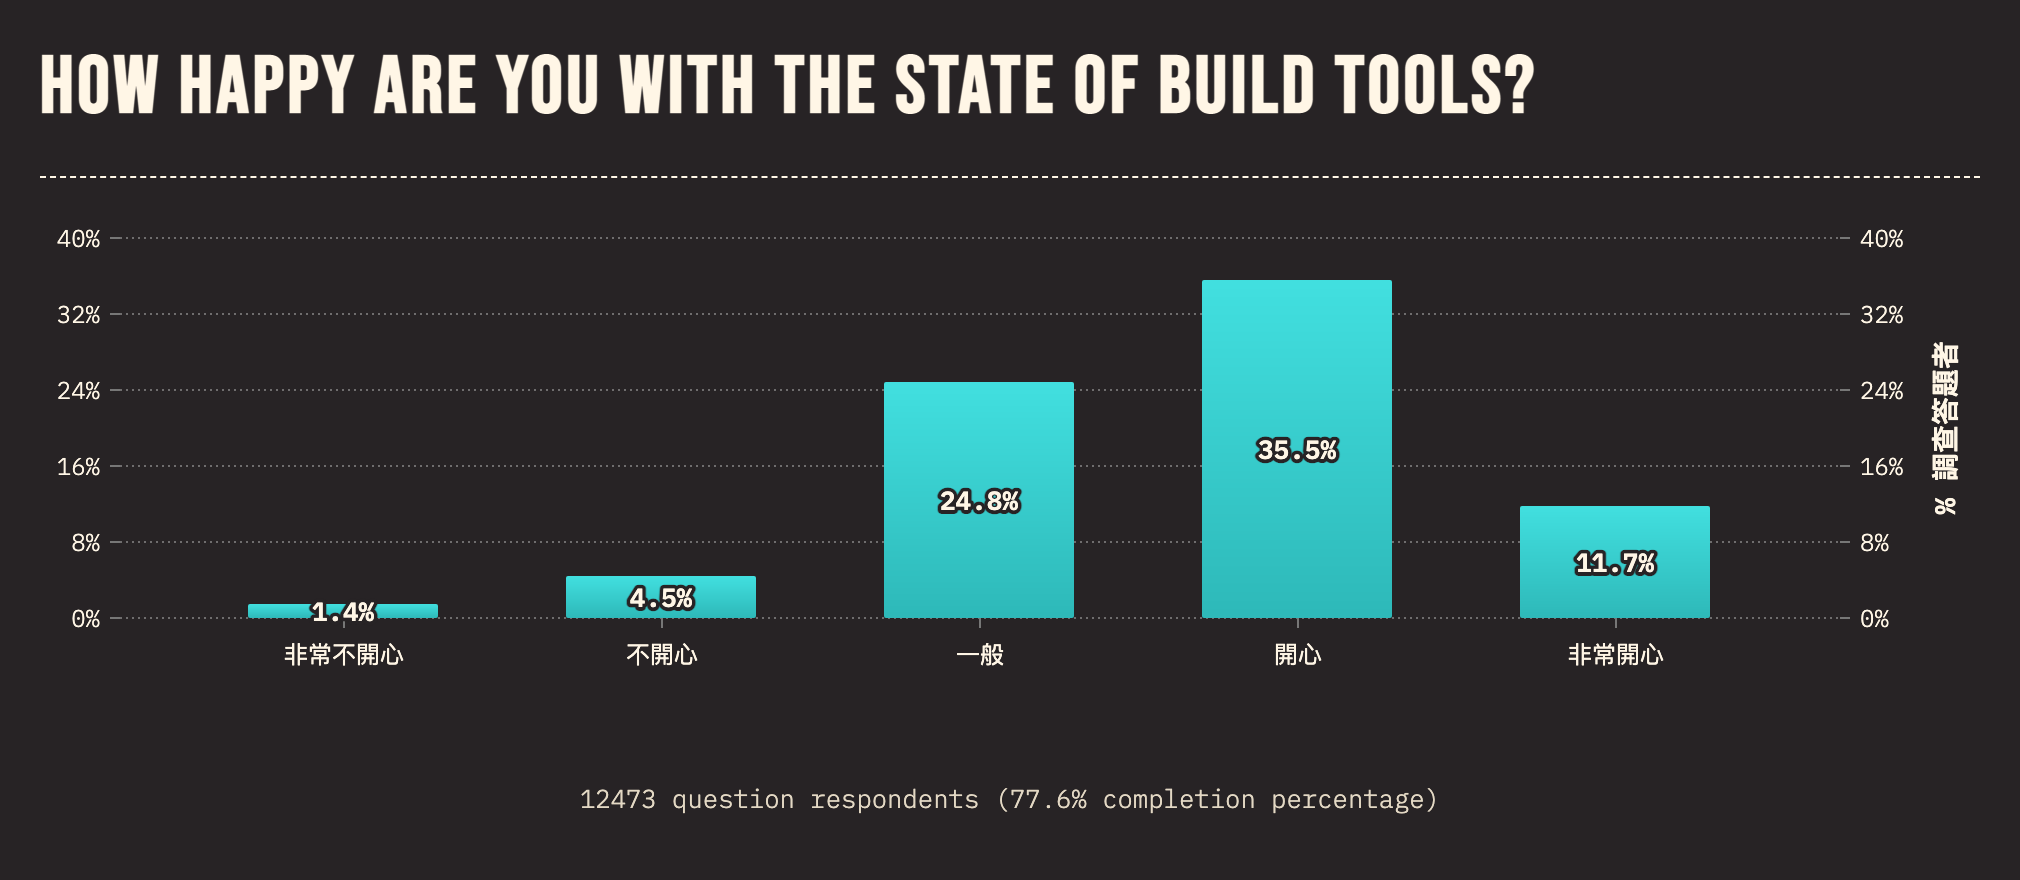 HOW HAPPY ARE YOU WITH THE STATE OF BUILD TOOLS?
40%
32%
24%
16%
8%
0%
40%
32%
24%
16%
8%
0%
% 調查答題者
1.4%
4.5%
24.8%
35.5%
11.7%
非常不開心
不開心
一般
開心
非常開心
12473 question respondents (77.6% completion percentage)